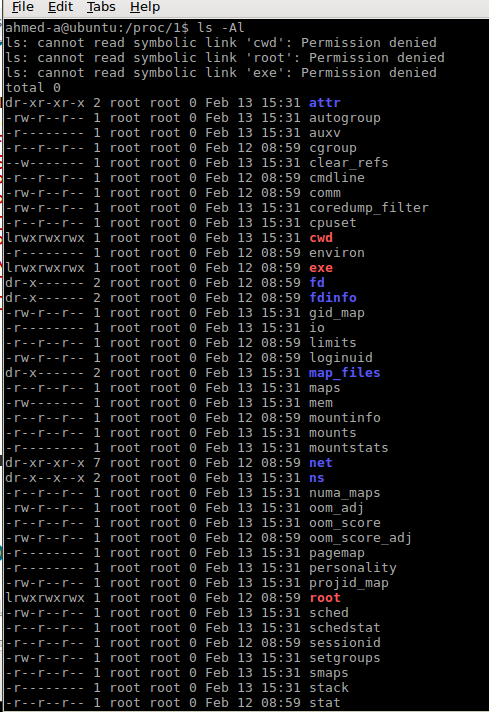 File Edit Tabs Help
ahmed-a@ubuntu:/proc/1$ ls -Al
ls: cannot read symbolic link 'cwd': Permission denied
ls: cannot read symbolic link 'root': Permission denied
ls: cannot read symbolic link 'exe': Permission denied
total 0
dr-xr-xr-x 2 root root 0 Feb 13 15:31 attr
-rw-r--r-- 1 root root 0 Feb 13 15:31 autogroup
-r-------- 1 root root 0 Feb 13 15:31 auxv
-r--r--r-- 1 root root 0 Feb 12 08:59 cgroup
--w------- 1 root root 0 Feb 13 15:31 clear_refs
-r--r--r-- 1 root root 0 Feb 12 08:59 cmdline
-rw-r--r-- 1 root root 0 Feb 12 08:59 comm
-rw-r--r-- 1 root root 0 Feb 13 15:31 coredump_filter
-r--r--r-- 1 root root 0 Feb 13 15:31 cpuset
lrwxrwxrwx 1 root root 0 Feb 13 15:31 cwd
-r-------- 1 root root 0 Feb 12 08:59 environ
lrwxrwxrwx 1 root root 0 Feb 12 08:59 exe
dr-x------ 2 root root 0 Feb 12 08:59 fd
dr-x------ 2 root root 0 Feb 12 08:59 fdinfo
-rw-r--r-- 1 root root 0 Feb 13 15:31 gid_map
-r-------- 1 root root 0 Feb 13 15:31 io
-r--r--r-- 1 root root 0 Feb 12 08:59 limits
-rw-r--r-- 1 root root 0 Feb 12 08:59 loginuid
dr-x------ 2 root root 0 Feb 13 15:31 map_files
-r--r--r-- 1 root root 0 Feb 13 15:31 maps
-rw------- 1 root root 0 Feb 13 15:31 mem
-r--r--r-- 1 root root 0 Feb 12 08:59 mountinfo
-r--r--r-- 1 root root 0 Feb 13 15:31 mounts
-r-------- 1 root root 0 Feb 13 15:31 mountstats
dr-xr-xr-x 7 root root 0 Feb 12 08:59 net
dr-x--x--x 2 root root 0 Feb 13 15:31 ns
-r--r--r-- 1 root root 0 Feb 13 15:31 numa_maps
-rw-r--r-- 1 root root 0 Feb 13 15:31 oom_adj
-r--r--r-- 1 root root 0 Feb 13 15:31 oom_score
-rw-r--r-- 1 root root 0 Feb 12 08:59 oom_score_adj
-r-------- 1 root root 0 Feb 13 15:31 pagemap
-r-------- 1 root root 0 Feb 13 15:31 personality
-rw-r--r-- 1 root root 0 Feb 13 15:31 projid_map
lrwxrwxrwx 1 root root 0 Feb 12 08:59 root
-rw-r--r-- 1 root root 0 Feb 13 15:31 sched
-r--r--r-- 1 root root 0 Feb 13 15:31 schedstat
-r--r--r-- 1 root root 0 Feb 12 08:59 sessionid
-rw-r--r-- 1 root root 0 Feb 13 15:31 setgroups
-r--r--r-- 1 root root 0 Feb 13 15:31 smaps
-r-------- 1 root root 0 Feb 13 15:31 stack
-r--r--r-- 1 root root 0 Feb 12 08:59 stat